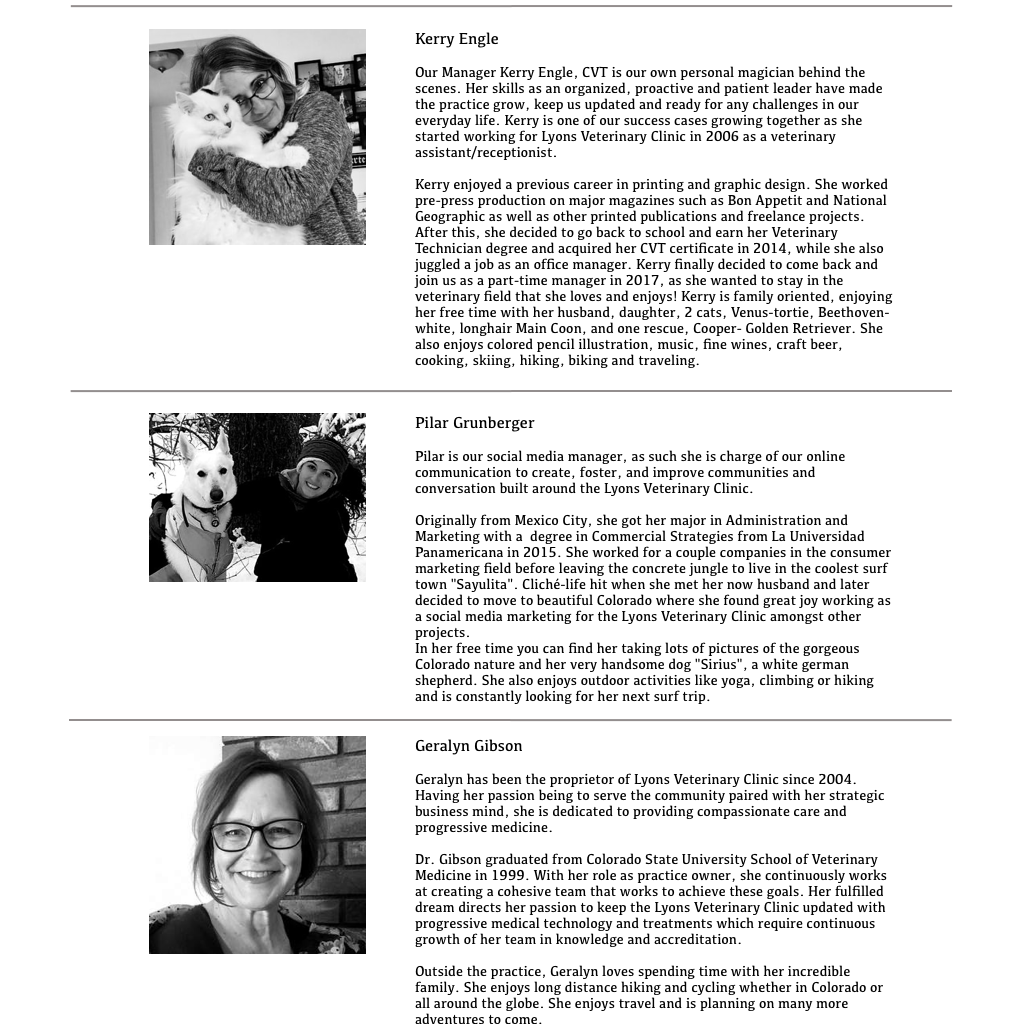 Kerry Engle
Our Manager Kerry Engle, CVT is our own personal magician behind the
scenes. Her skills as an organized, proactive and patient leader have made
the practice grow, keep us updated and ready for any challenges in our
everyday life. Kerry is one of our success cases growing together as she
started working for Lyons Veterinary Clinic in 2006 as a veterinary
assistant/receptionist.
Kerry enjoyed a previous career in printing and graphic design. She worked
pre-press production on major magazines such as Bon Appetit and National
Geographic as well as other printed publications and freelance projects.
After this, she decided to go back to school and earn her Veterinary
Technician degree and acquired her CVT certificate in 2014, while she also
juggled a job as an office manager. Kerry finally decided to come back and
join us as a part-time manager in 2017, as she wanted to stay in the
veterinary field that she loves and enjoys! Kerry is family oriented, enjoying
her free time with her husband, daughter, 2 cats, Venus-tortie, Beethoven-
white, longhair Main Coon, and one rescue, Cooper- Golden Retriever. She
also enjoys colored pencil illustration, music, fine wines, craft beer,
cooking, skiing, hiking, biking and traveling.
Pilar Grunberger
Pilar is our social media manager, as such she is charge of our online
communication to create, foster, and improve communities and
conversation built around the Lyons Veterinary Clinic.
Originally from Mexico City, she got her major in Administration and
Marketing with a  degree in Commercial Strategies from La Universidad
Panamericana in 2015. She worked for a couple companies in the consumer
marketing field before leaving the concrete jungle to live in the coolest surf
town "Sayulita". Cliché-life hit when she met her now husband and later
decided to move to beautiful Colorado where she found great joy working as
a social media marketing for the Lyons Veterinary Clinic amongst other
projects.
In her free time you can find her taking lots of pictures of the gorgeous
Colorado nature and her very handsome dog "Sirius", a white german
shepherd. She also enjoys outdoor activities like yoga, climbing or hiking
and is constantly looking for her next surf trip.
Geralyn Gibson
Geralyn has been the proprietor of Lyons Veterinary Clinic since 2004.
Having her passion being to serve the community paired with her strategic
business mind, she is dedicated to providing compassionate care and
progressive medicine.
Dr. Gibson graduated from Colorado State University School of Veterinary
Medicine in 1999. With her role as practice owner, she continuously works
at creating a cohesive team that works to achieve these goals. Her fulfilled
dream directs her passion to keep the Lyons Veterinary Clinic updated with
progressive medical technology and treatments which require continuous
growth of her team in knowledge and accreditation.
Outside the practice, Geralyn loves spending time with her incredible
family. She enjoys long distance hiking and cycling whether in Colorado or
all around the globe. She enjoys travel and is planning on many more
adventures to come.